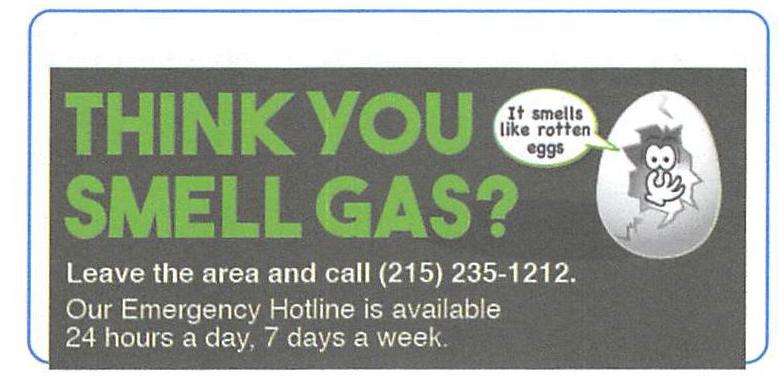 THINK YOU
SMELL GAS?
It smells
like rotten
eggs
Leave the area and call (215) 235-1212.
Our Emergency Hotline is available
24 hours a day, 7 days a week.